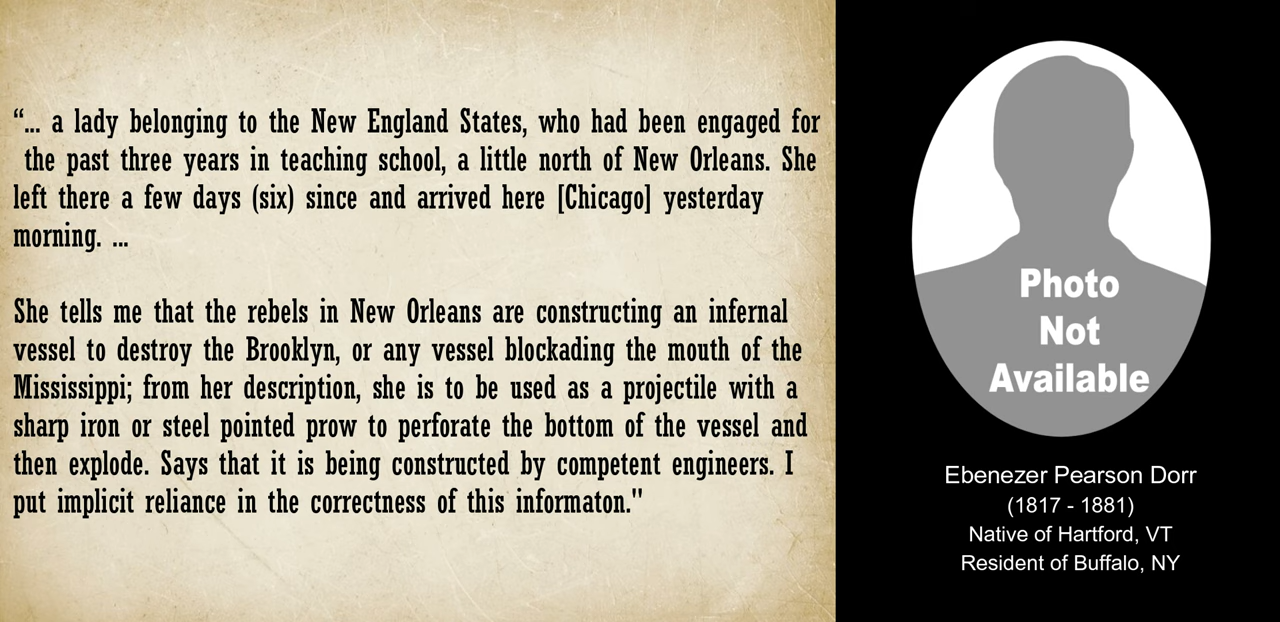 “... a lady belonging to the New England States, who had been engaged for
the past three years in teaching school, a little north of New Orleans. She
left there a few days (six) since and arrived here [Chicago] yesterday
morning. ...
She tells me that the rebels in New Orleans are constructing an infernal
vessel to destroy the Brooklyn, or any vessel blockading the mouth of the
Mississippi; from her description, she is to be used as a projectile with a
sharp iron or steel pointed prow to perforate the bottom of the vessel and
then explode. Says that it is being constructed by competent engineers. I
put implicit reliance in the correctness of this informaton."
Photo
Not
Available
Ebenezer Pearson Dorr
(1817 - 1881)
Native of Hartford, VT
Resident of Buffalo, NY